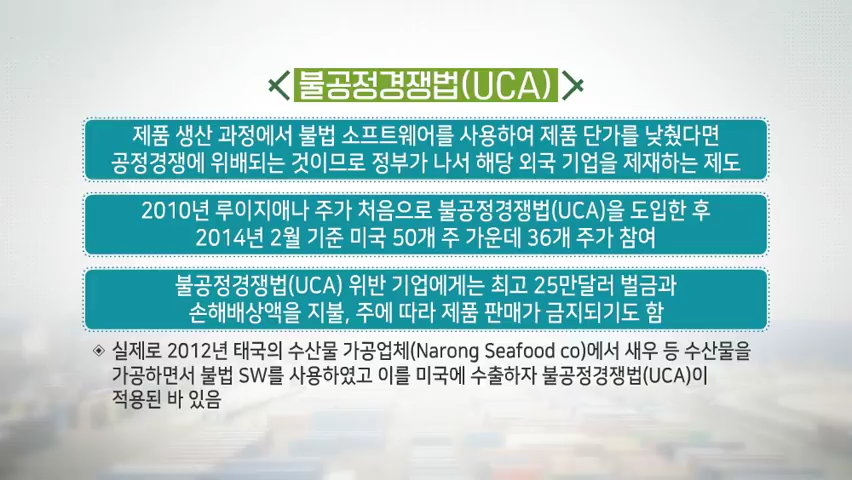 불공정경쟁법(UCA)
제품 생산 과정에서 불법 소프트웨어를 사용하여 제품 단가를 낮췄다면
공정경쟁에 위배되는 것이므로 정부가 나서 해당 외국 기업을 제재하는 제도
2010년 루이지애나 주가 처음으로 불공정경쟁법(UCA)을 도입한 후
2014년 2월 기준 미국 50개 주 가운데 36개 주가 참여
불공정경쟁법(UCA) 위반 기업에게는 최고 25만달러 벌금과
손해배상액을 지불, 주에 따라 제품 판매가 금지되기도 함
◈ 실제로 2012년 태국의 수산물 가공업체(Narong Seafood co)에서 새우 등 수산물을
가공하면서 불법 SW를 사용하였고 이를 미국에 수출하자 불공정경쟁법(UCA)이
적용된 바 있음